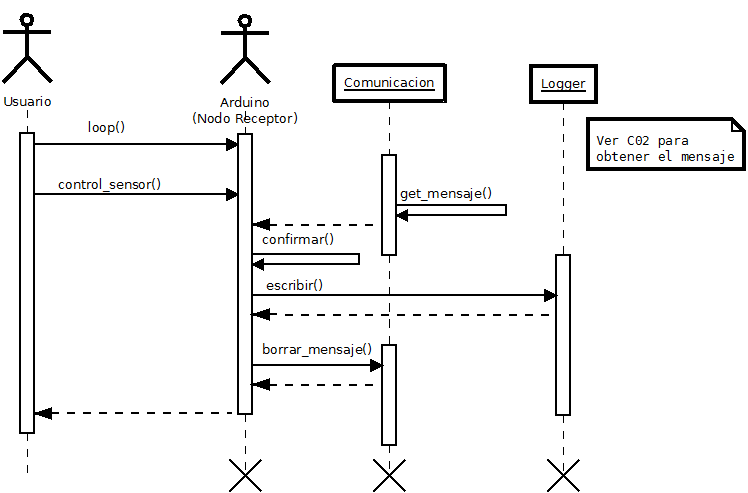 Usuario
Arduino
(Nodo Receptor)
Comunicacion
Logger
Ver C02 para
obtener el mensaje
loop()
control_sensor()
get_mensaje()
confirmar()
escribir()
borrar_mensaje()